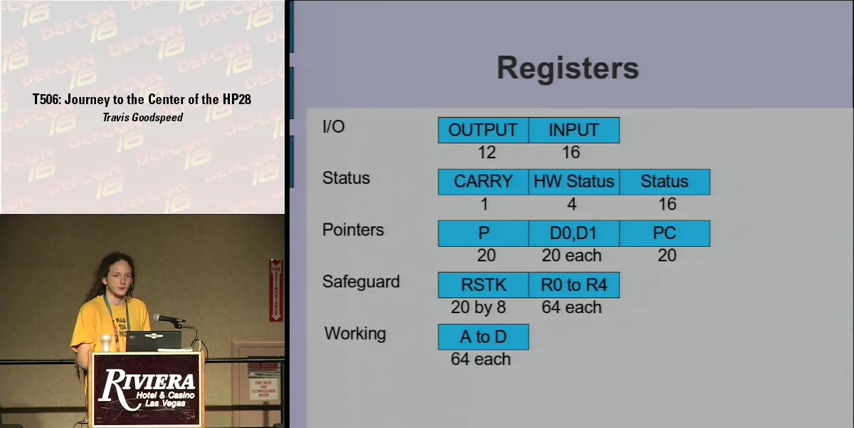 DEFCON 16
T506: Journey to the Center of the HP28
Travis Goodspeed
RIVIERA
Hotel & Casino
Las Vegas
Registers
I/O
OUTPUT INPUT
12 16
Status
CARRY HW Status Status
1 4 16
Pointers
P D0,D1 PC
20 20 each 20
Safeguard
RSTK R0 to R4
20 by 8 64 each
Working
A to D
64 each